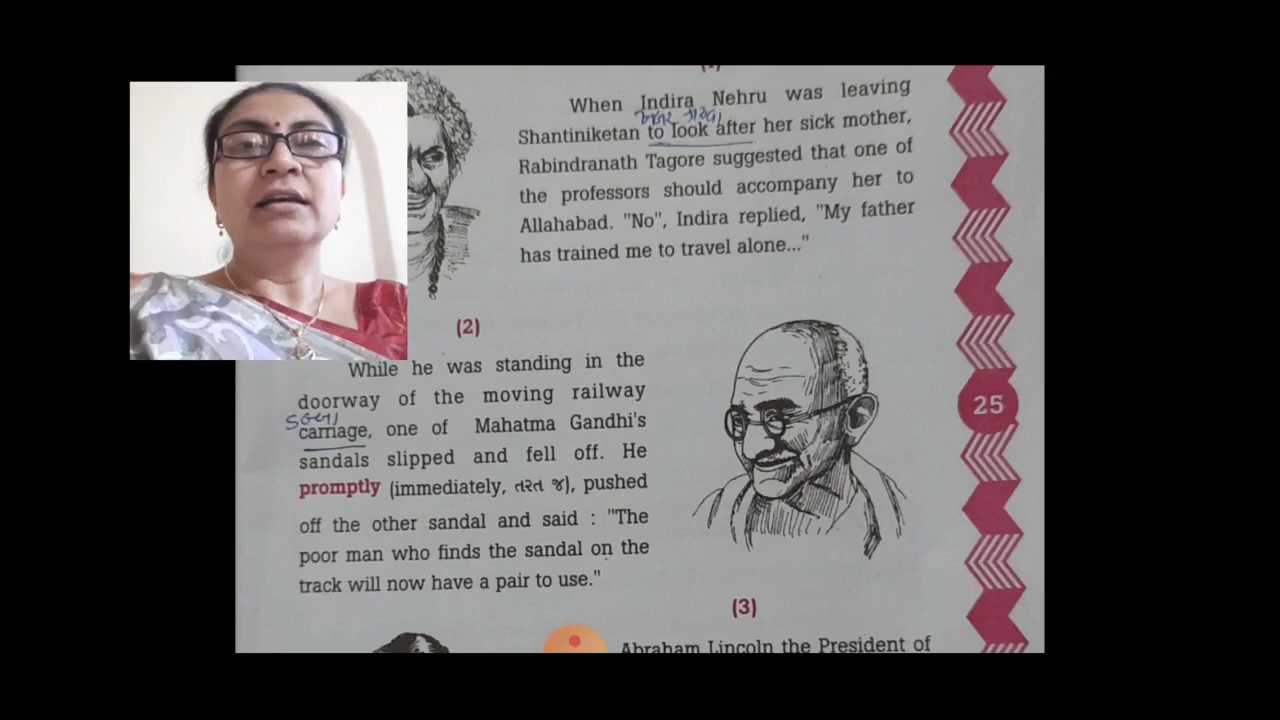 (1)
When Indira Nehru was leaving
ખબર કાઢવા
Shantiniketan to look after her sick mother,
Rabindranath Tagore suggested that one of
the professors should accompany her to
Allahabad. "No", Indira replied, "My father
has trained me to travel alone..."
(2)
While he was standing in the
doorway of the moving railway
carriage, one of Mahatma Gandhi's
sandals slipped and fell off. He
promptly (immediately, તરત જ), pushed
off the other sandal and said : "The
poor man who finds the sandal on the
track will now have a pair to use."
25
(3)
Abraham Lincoln the President of